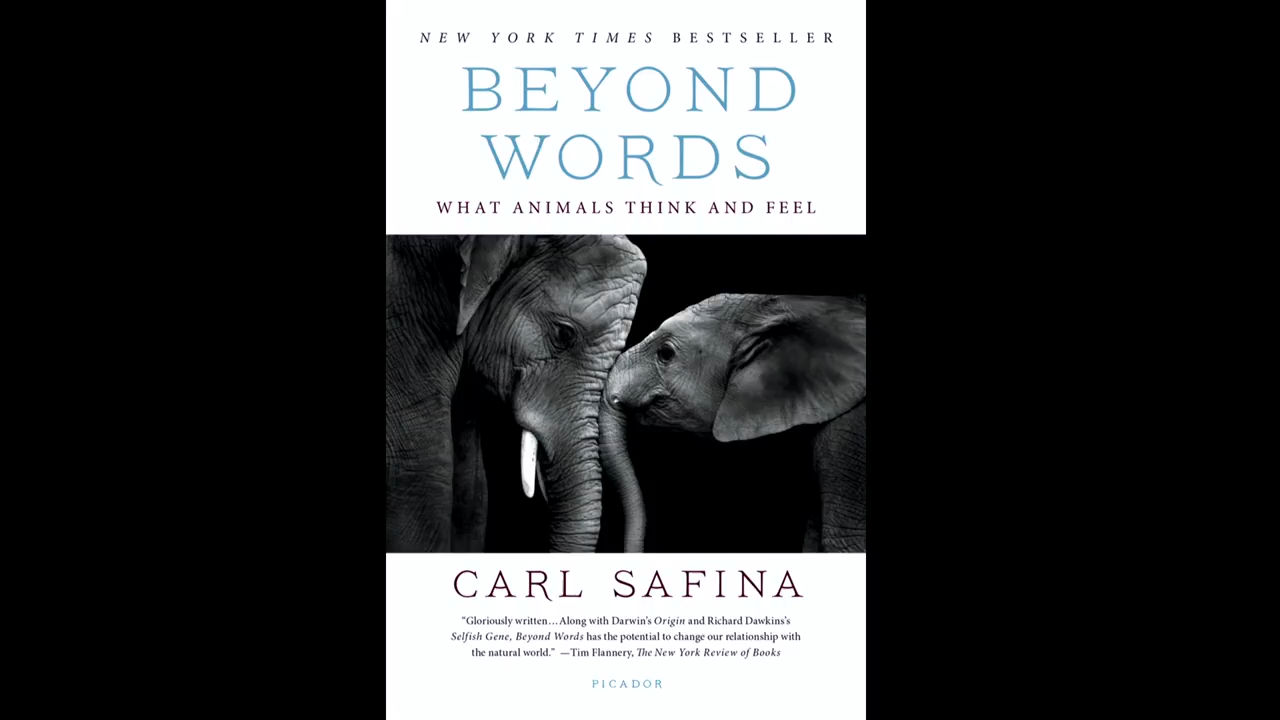 NEW YORK TIMES BESTSELLER
BEYOND
WORDS
WHAT ANIMALS THINK AND FEEL
CARL SAFINA
“Gloriously written…Along with Darwin’s Origin and Richard Dawkins’s
Selfish Gene, Beyond Words has the potential to change our relationship with
the natural world.” —Tim Flannery, The New York Review of Books
PICADOR